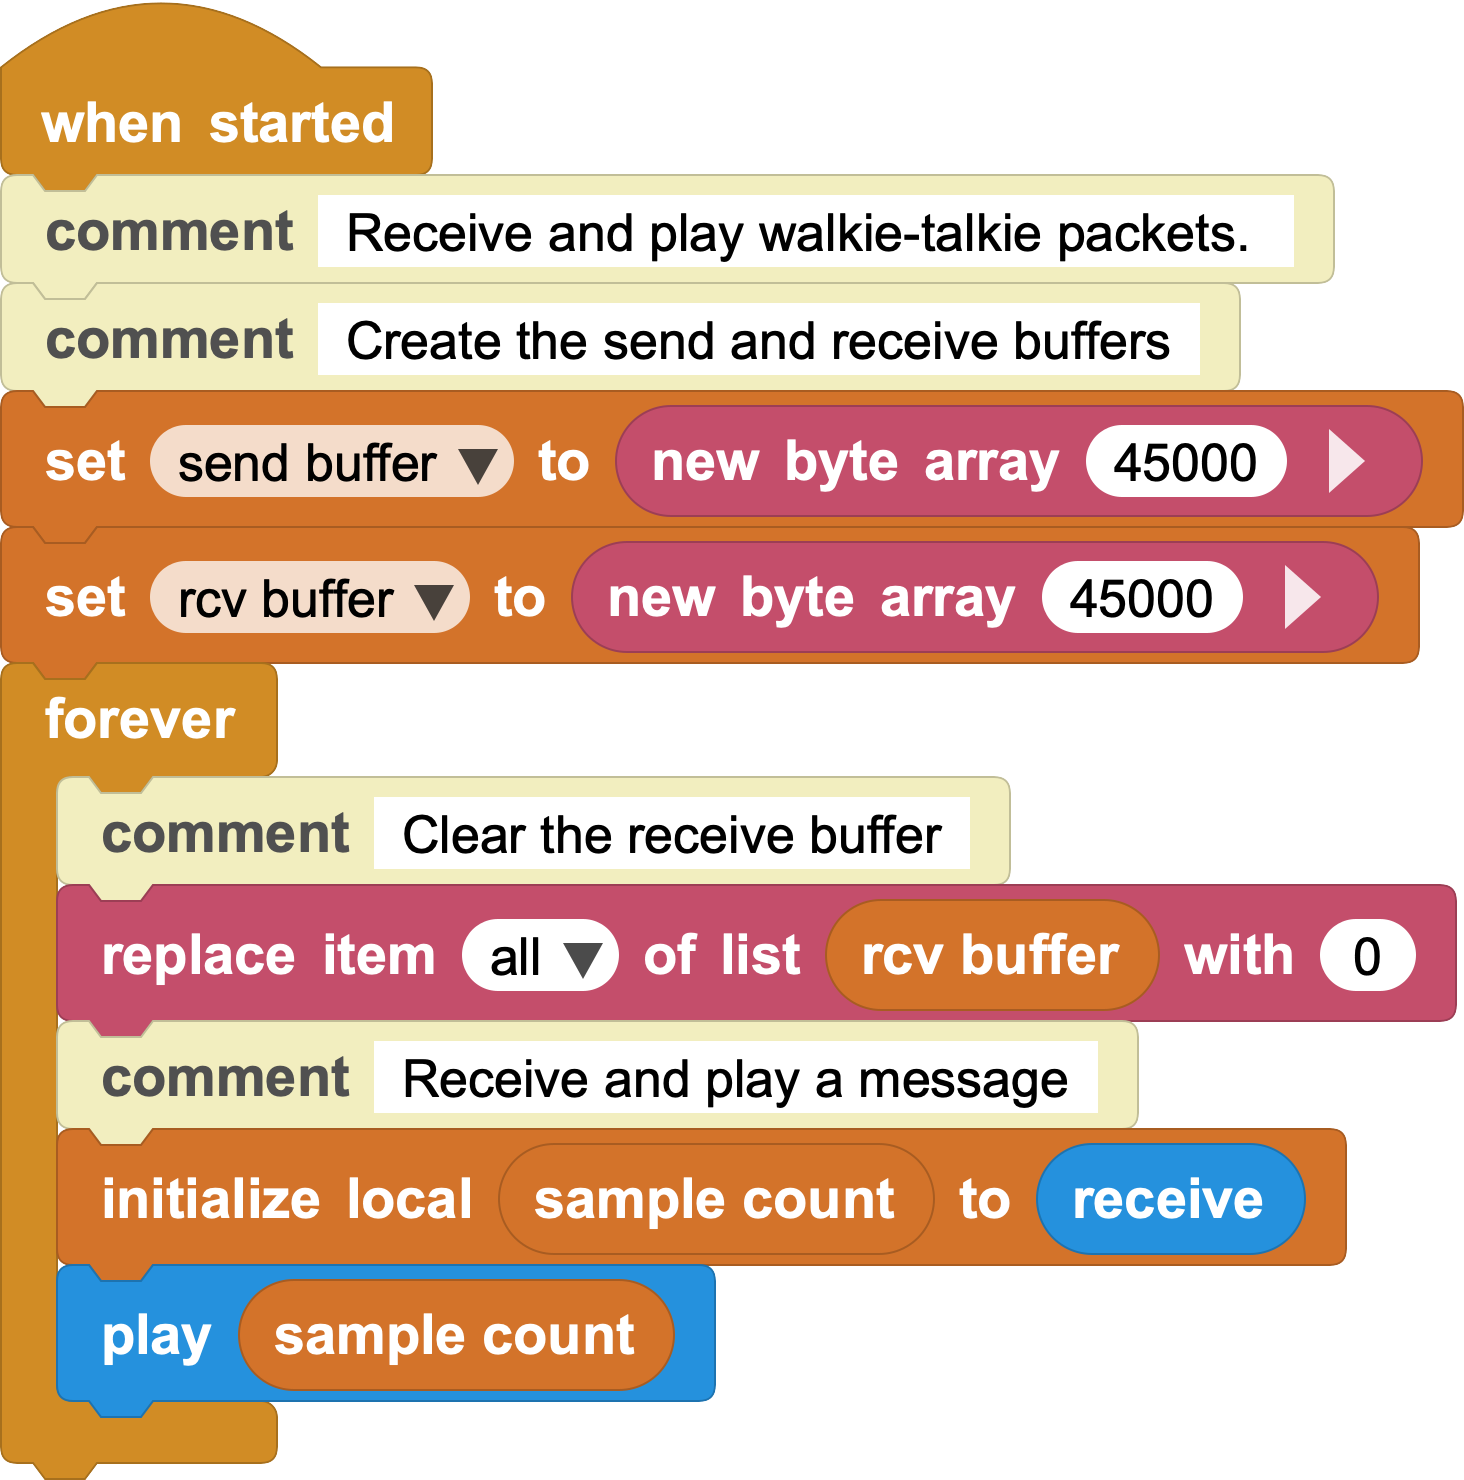 when started
comment Receive and play walkie-talkie packets.
comment Create the send and receive buffers
set send buffer to new byte array 45000
set rcv buffer to new byte array 45000
forever
comment Clear the receive buffer
replace item all of list rcv buffer with 0
comment Receive and play a message
initialize local sample count to receive
play sample count